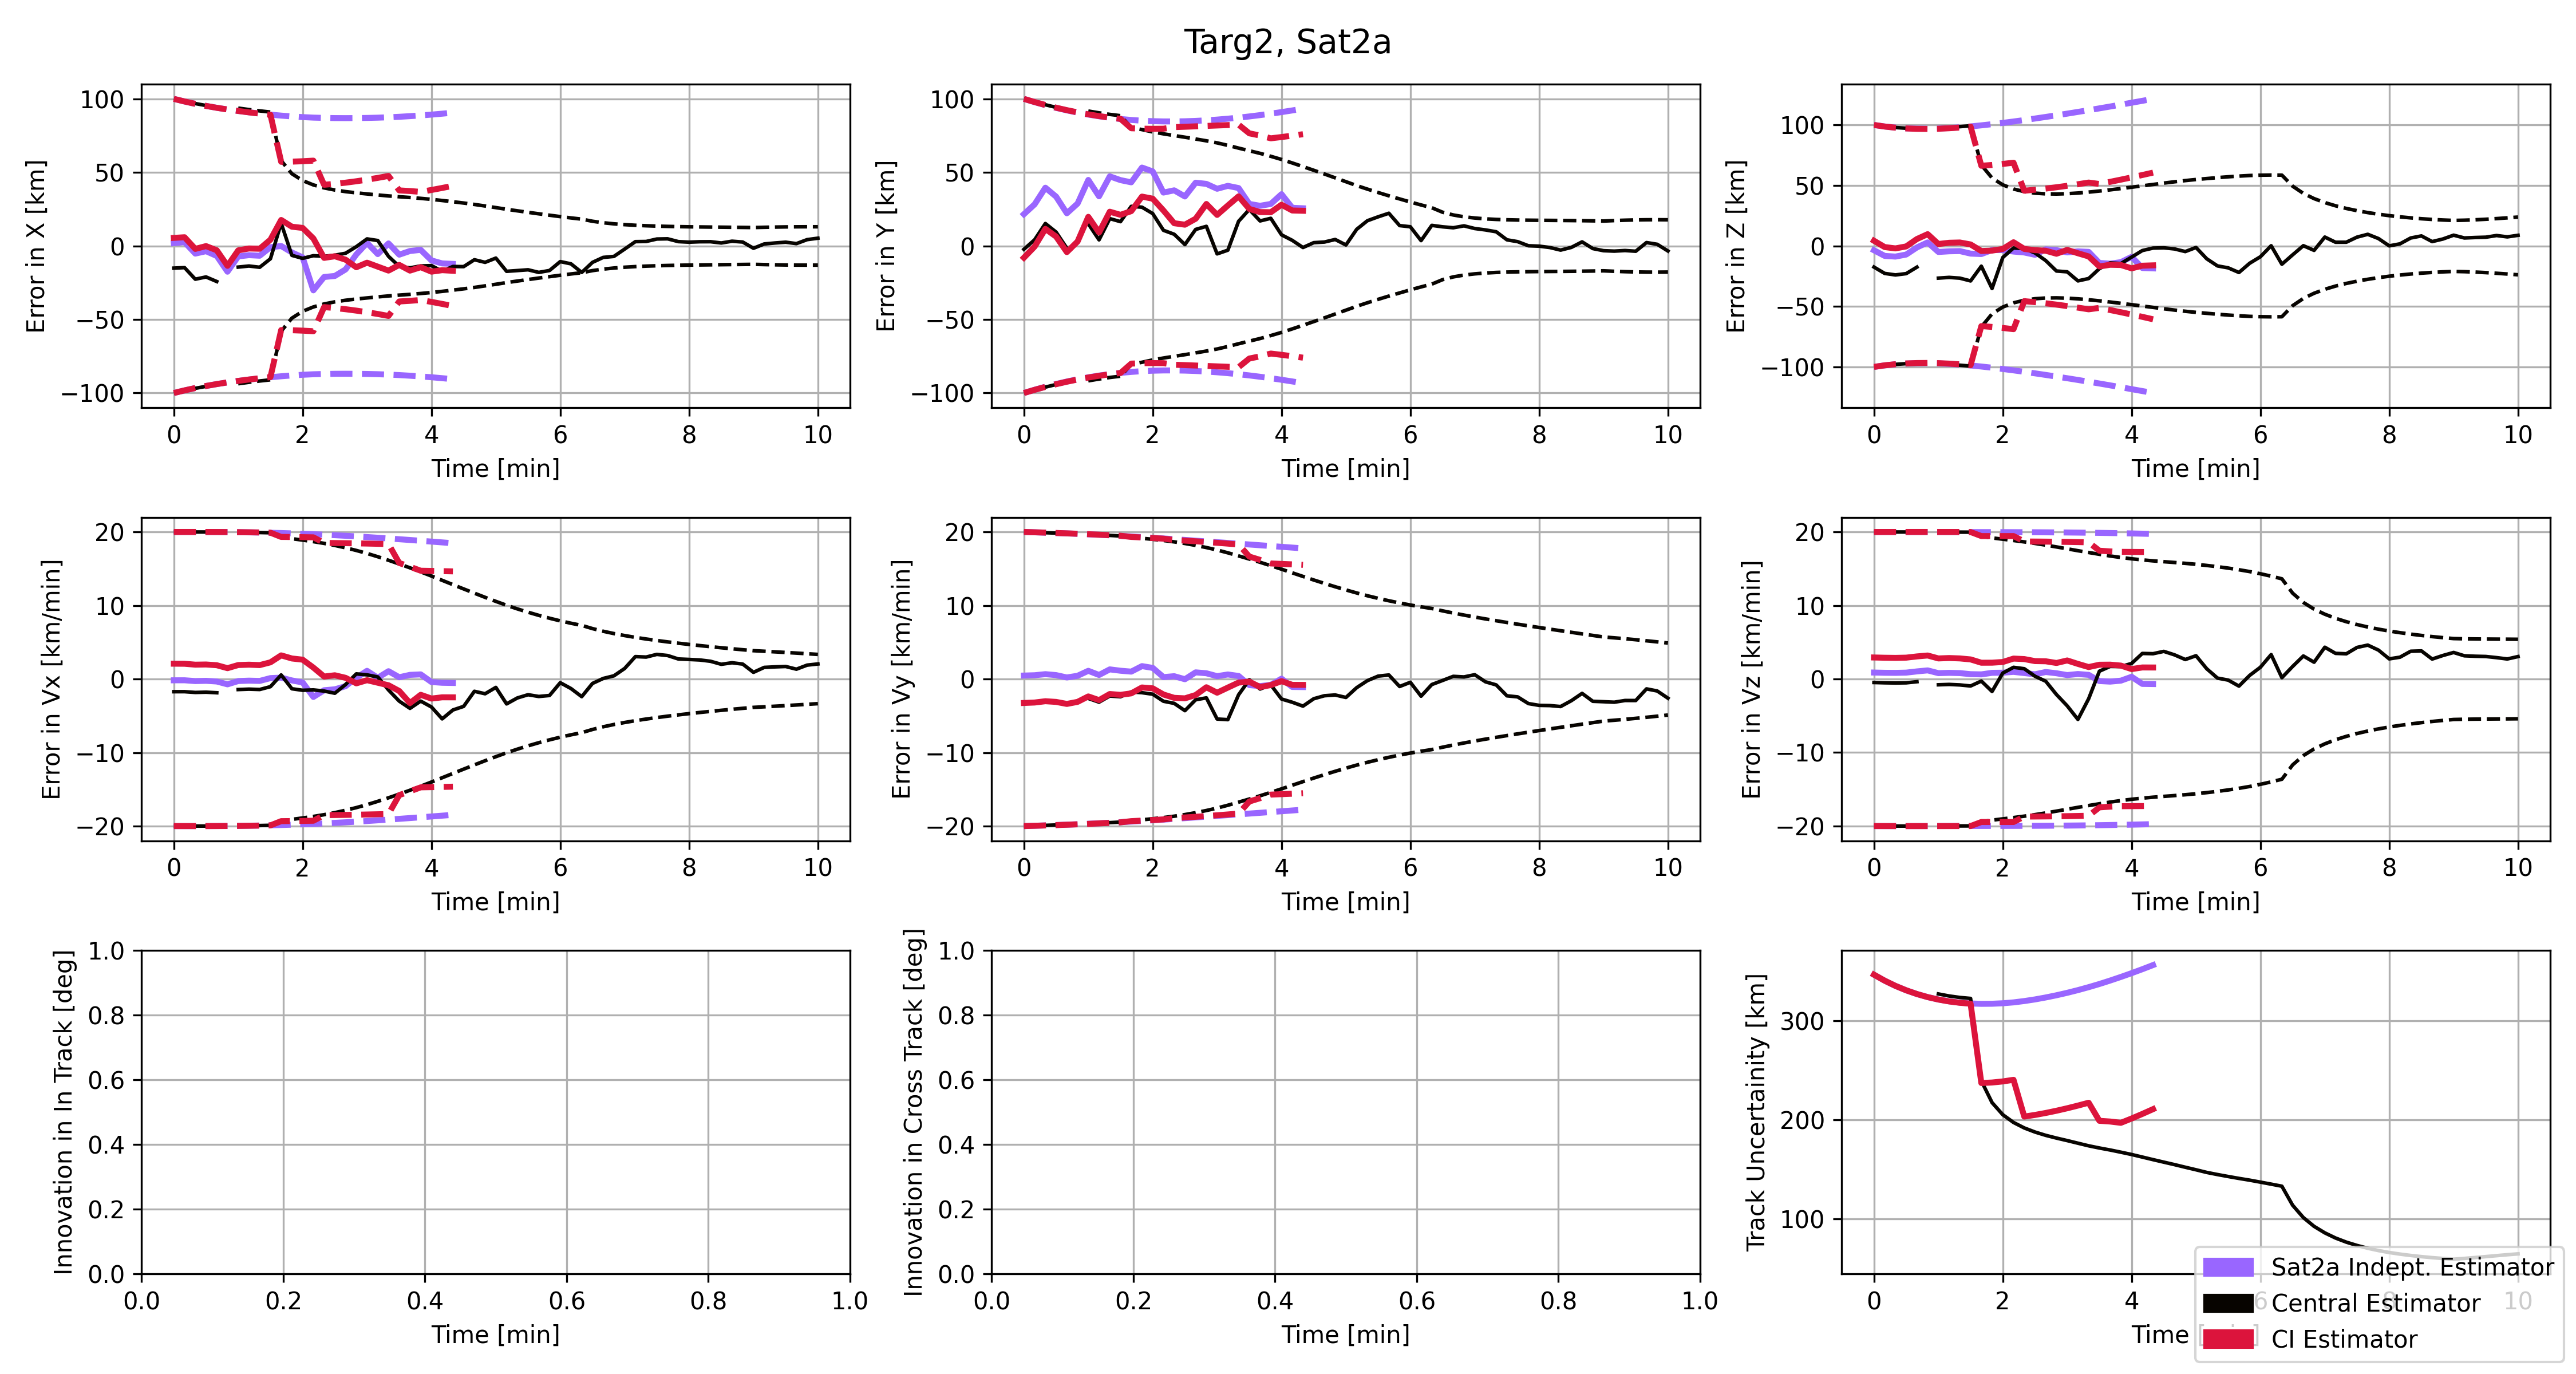 Targ2, Sat2a
Error in X [km]
100
50
0
−50
−100
0 2 4 6 8 10
Time [min]
Error in Y [km]
100
50
0
−50
−100
0 2 4 6 8 10
Time [min]
Error in Z [km]
100
50
0
−50
−100
0 2 4 6 8 10
Time [min]
Error in Vx [km/min]
20
10
0
−10
−20
0 2 4 6 8 10
Time [min]
Error in Vy [km/min]
20
10
0
−10
−20
0 2 4 6 8 10
Time [min]
Error in Vz [km/min]
20
10
0
−10
−20
0 2 4 6 8 10
Time [min]
Innovation in In Track [deg]
1.0
0.8
0.6
0.4
0.2
0.0
0.0 0.2 0.4 0.6 0.8 1.0
Time [min]
Innovation in Cross Track [deg]
1.0
0.8
0.6
0.4
0.2
0.0
0.0 0.2 0.4 0.6 0.8 1.0
Time [min]
Track Uncertainity [km]
300
200
100
0 2 4 6 8 10
Time
Sat2a Indept. Estimator
Central Estimator
CI Estimator